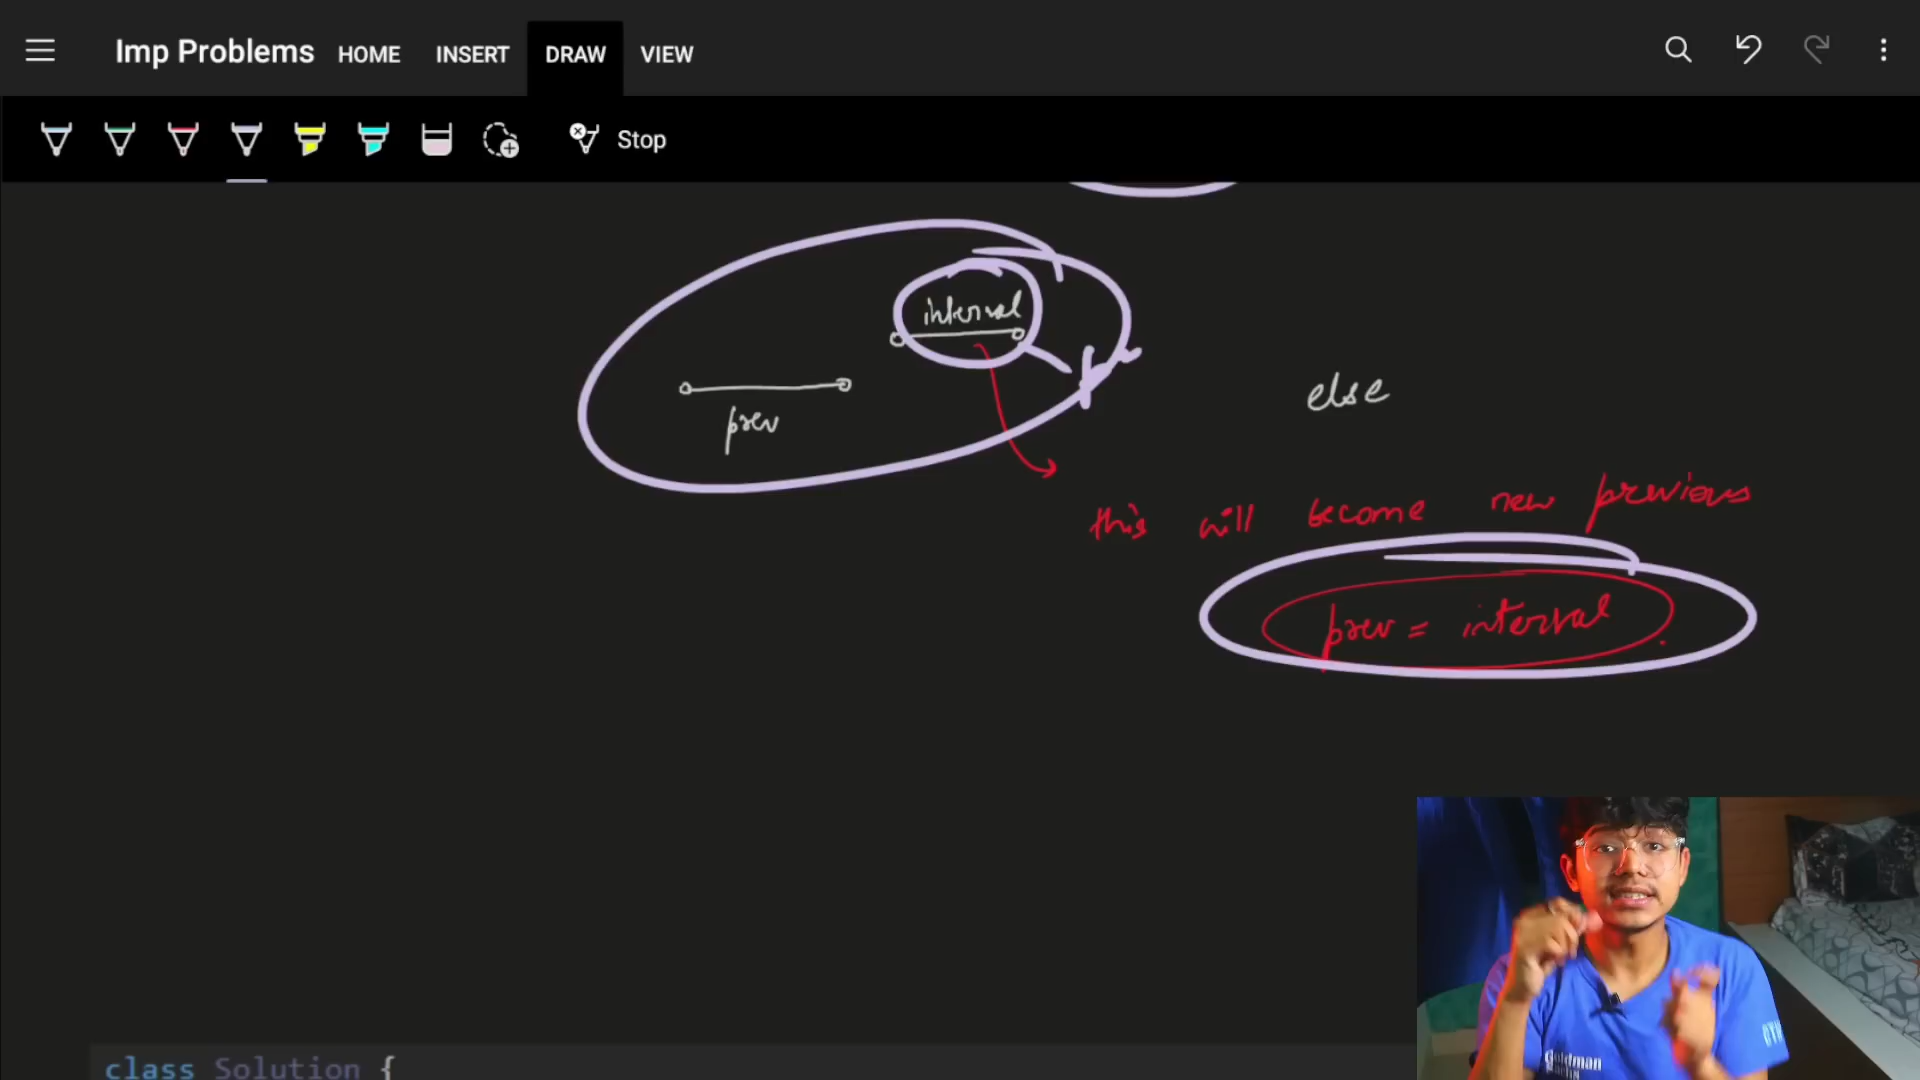 Imp Problems HOME INSERT DRAW VIEW
Stop
interval
prev
else
this will become new previous
prev = interval
class Solution {
Goldman